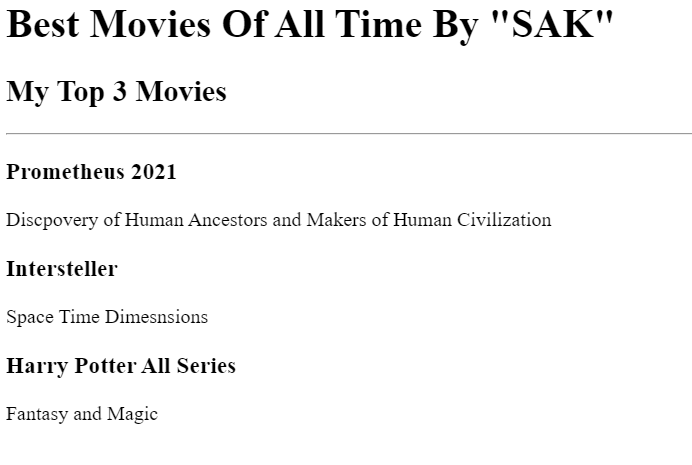 Best Movies Of All Time By "SAK"
My Top 3 Movies
Prometheus 2021
Discpovery of Human Ancestors and Makers of Human Civilization
Intersteller
Space Time Dimesnsions
Harry Potter All Series
Fantasy and Magic